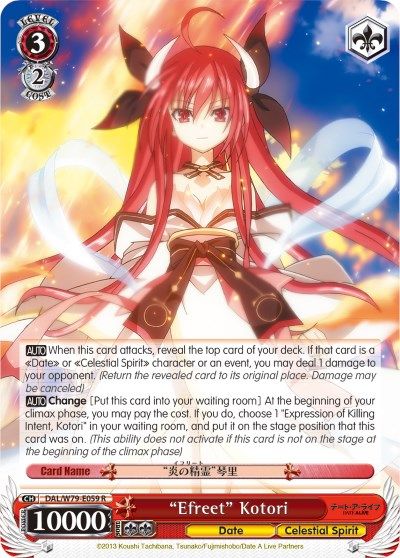 LEVEL
3
2
COST
AUTO When this card attacks, reveal the top card of your deck. If that card is a
«Date» or «Celestial Spirit» character or an event, you may deal 1 damage to
your opponent. (Return the revealed card to its original place. Damage may
be canceled)
AUTO Change [Put this card into your waiting room] At the beginning of your
climax phase, you may pay the cost. If you do, choose 1 "Expression of Killing
Intent, Kotori" in your waiting room, and put it on the stage position that this
card was on. (This ability does not activate if this card is not on the stage at
the beginning of the climax phase)
Card Name
“炎の精霊”琴里
CH DAL/W79-E059 R
“Efreet” Kotori
デート・ア・ライブ
DATE A LIVE
POWER
10000
SOUL
Date
Celestial Spirit
©2013 Koushi Tachibana, Tsunako/Fujimishobo/Date A Live Partners